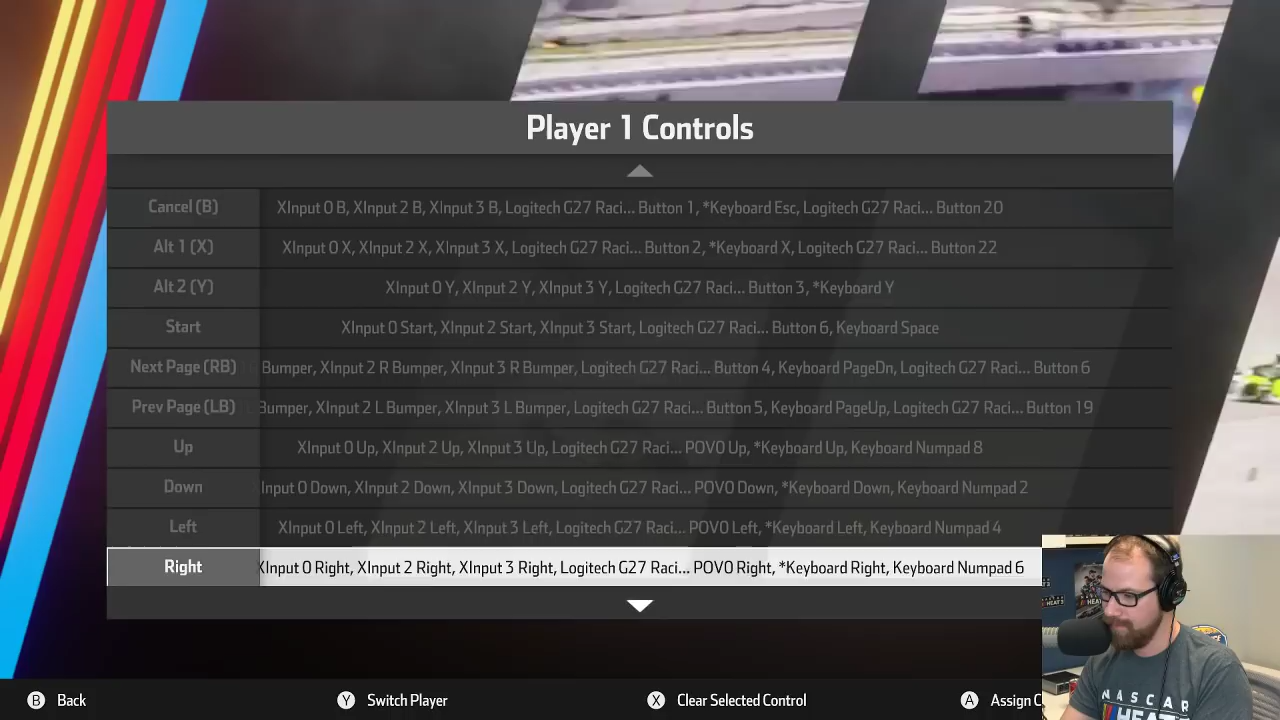 Player 1 Controls
Cancel (B) XInput 0 B, XInput 2 B, XInput 3 B, Logitech G27 Raci... Button 1, *Keyboard Esc, Logitech G27 Raci... Button 20
Alt 1 (X) XInput 0 X, XInput 2 X, XInput 3 X, Logitech G27 Raci... Button 2, *Keyboard X, Logitech G27 Raci... Button 22
Alt 2 (Y) XInput 0 Y, XInput 2 Y, XInput 3 Y, Logitech G27 Raci... Button 3, *Keyboard Y
Start XInput 0 Start, XInput 2 Start, XInput 3 Start, Logitech G27 Raci... Button 6, Keyboard Space
Next Page (RB) Bumper, XInput 2 R Bumper, XInput 3 R Bumper, Logitech G27 Raci... Button 4, Keyboard PageDn, Logitech G27 Raci... Button 6
Prev Page (LB) Bumper, XInput 2 L Bumper, XInput 3 L Bumper, Logitech G27 Raci... Button 5, Keyboard PageUp, Logitech G27 Raci... Button 19
Up XInput 0 Up, XInput 2 Up, XInput 3 Up, Logitech G27 Raci... POV0 Up, *Keyboard Up, Keyboard Numpad 8
Down Input 0 Down, XInput 2 Down, XInput 3 Down, Logitech G27 Raci... POV0 Down, *Keyboard Down, Keyboard Numpad 2
Left XInput 0 Left, XInput 2 Left, XInput 3 Left, Logitech G27 Raci... POV0 Left, *Keyboard Left, Keyboard Numpad 4
Right XInput 0 Right, XInput 2 Right, XInput 3 Right, Logitech G27 Raci... POV0 Right, *Keyboard Right, Keyboard Numpad 6
HEAT 3
NASCAR
HEAT
B Back Y Switch Player X Clear Selected Control A Assign C